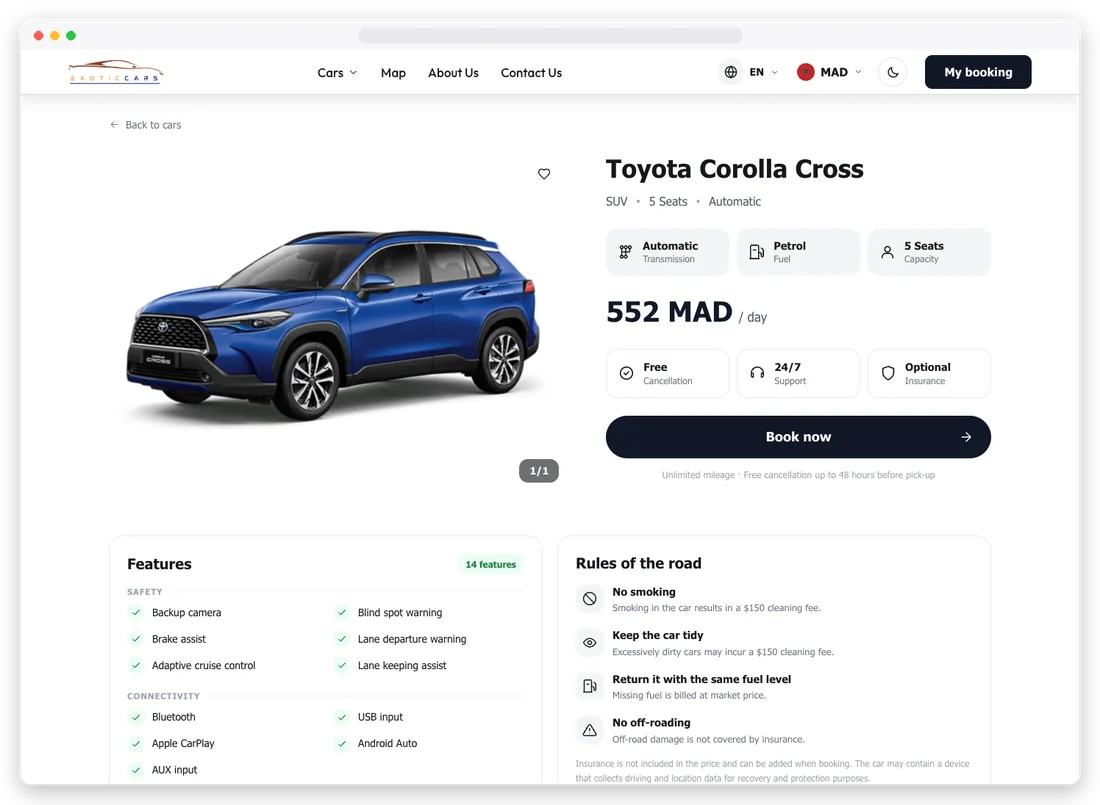 EXOTICCARS
Cars
Map
About Us
Contact Us
EN
MAD
My booking
Back to cars
Toyota Corolla Cross
SUV • 5 Seats • Automatic
Automatic
Transmission
Petrol
Fuel
5 Seats
Capacity
552 MAD / day
Free
Cancellation
24/7
Support
Optional
Insurance
Book now
Unlimited mileage · Free cancellation up to 48 hours before pick-up
CROSS
1/1
Features
14 features
SAFETY
Backup camera
Blind spot warning
Brake assist
Lane departure warning
Adaptive cruise control
Lane keeping assist
CONNECTIVITY
Bluetooth
USB input
Apple CarPlay
Android Auto
AUX input
Rules of the road
No smoking
Smoking in the car results in a $150 cleaning fee.
Keep the car tidy
Excessively dirty cars may incur a $150 cleaning fee.
Return it with the same fuel level
Missing fuel is billed at market price.
No off-roading
Off-road damage is not covered by insurance.
Insurance is not included in the price and can be added when booking. The car may contain a device
that collects driving and location data for recovery and protection purposes.